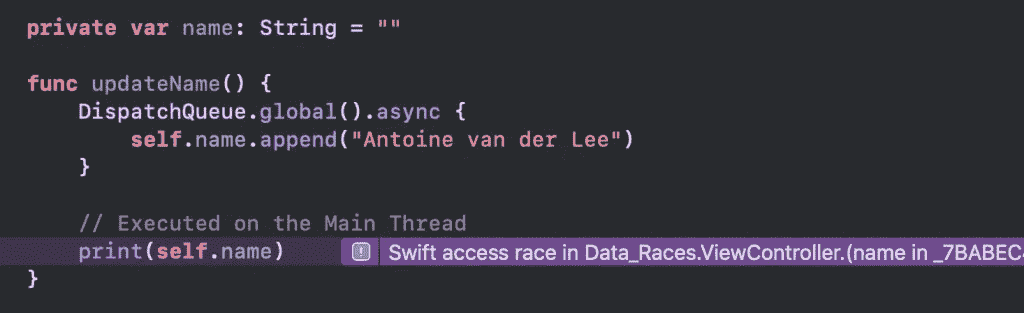 private var name: String = ""
func updateName() {
DispatchQueue.global().async {
self.name.append("Antoine van der Lee")
}
// Executed on the Main Thread
print(self.name) Swift access race in Data_Races.ViewController.(name in _7BABEC
}